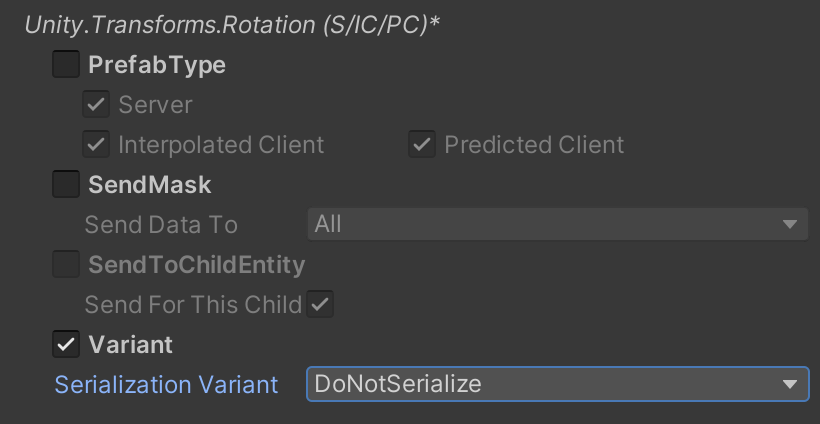 Unity.Transforms.Rotation (S/IC/PC)*
PrefabType
Server
Interpolated Client Predicted Client
SendMask
Send Data To All
SendToChildEntity
Send For This Child
Variant
Serialization Variant DoNotSerialize